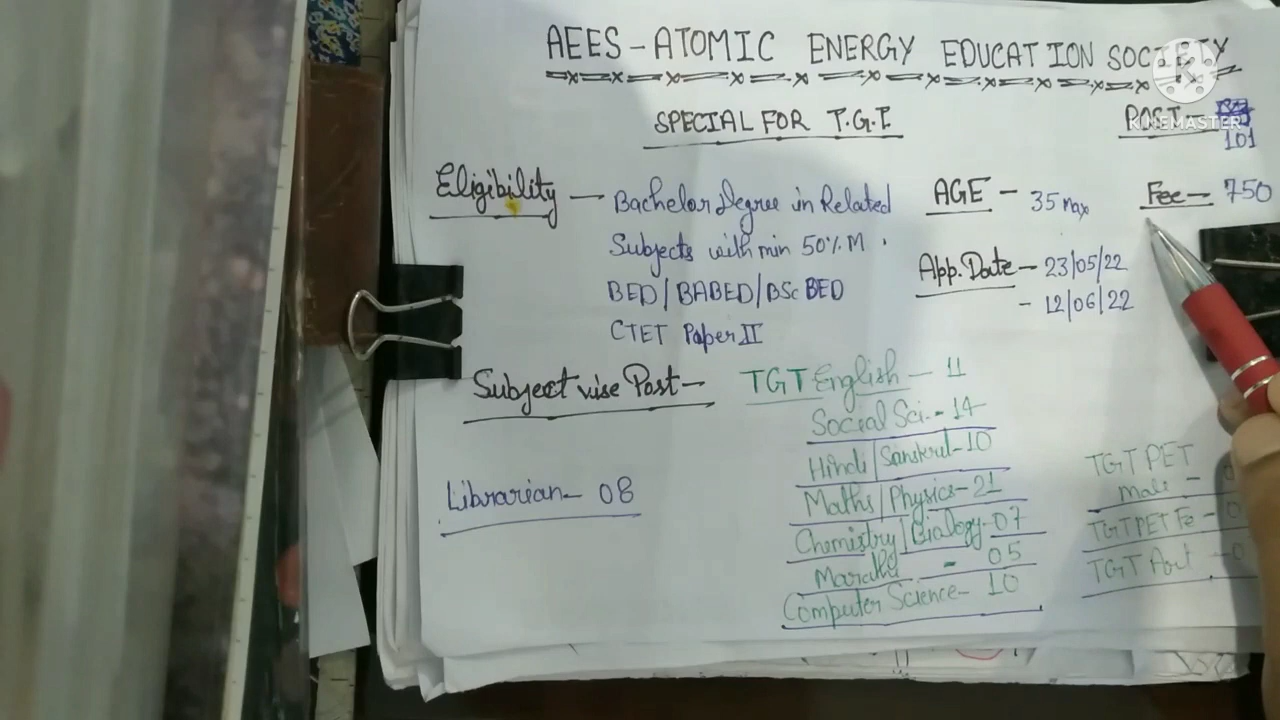 AEES-ATOMIC ENERGY EDUCATION SOCIETY
SPECIAL FOR T.G.T.
POST-
101
KINEMASTER
Eligibility - Bachelor Degree in Related
Subjects with min 50% M.
BED/BABED/BSc BED
CTET Paper II
AGE - 35 Max
Fee - 750
App. Date - 23/05/22
- 12/06/22
Subject wise Post-
TGT English - 11
Social Sci. - 14
Hindi/Sanskrit-10
Maths/Physics-21
Chemistry/Biology-07
Marathi - 05
Computer Science- 10
Librarian- 08
TGT PET
Male -
TGT PET Fe -
TGT Art -